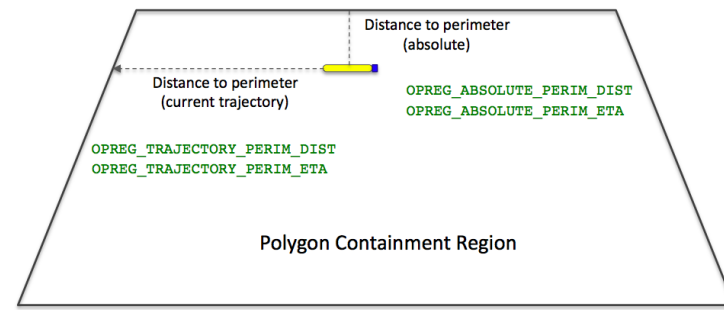 Distance to perimeter
(absolute)
Distance to perimeter
(current trajectory)
OPREG_ABSOLUTE_PERIM_DIST
OPREG_ABSOLUTE_PERIM_ETA
OPREG_TRAJECTORY_PERIM_DIST
OPREG_TRAJECTORY_PERIM_ETA
Polygon Containment Region